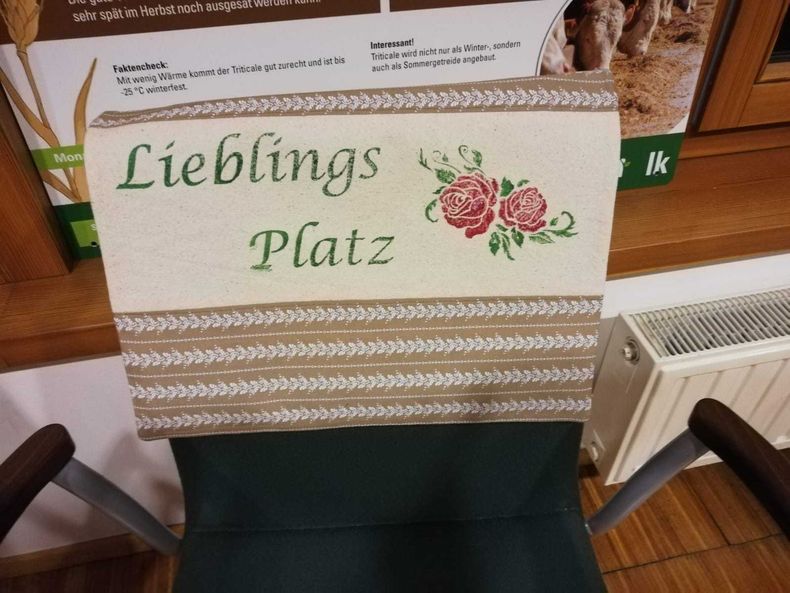 sehr spät im Herbst noch ausgesät werden kann.
Faktencheck:
Mit wenig Wärme kommt der Triticale gut zurecht und ist bis
-25 °C winterfest.
Interessant!
Triticale wird nicht nur als Winter-, sondern
auch als Sommergetreide angebaut.
Mona
lk
Lieblings
Platz